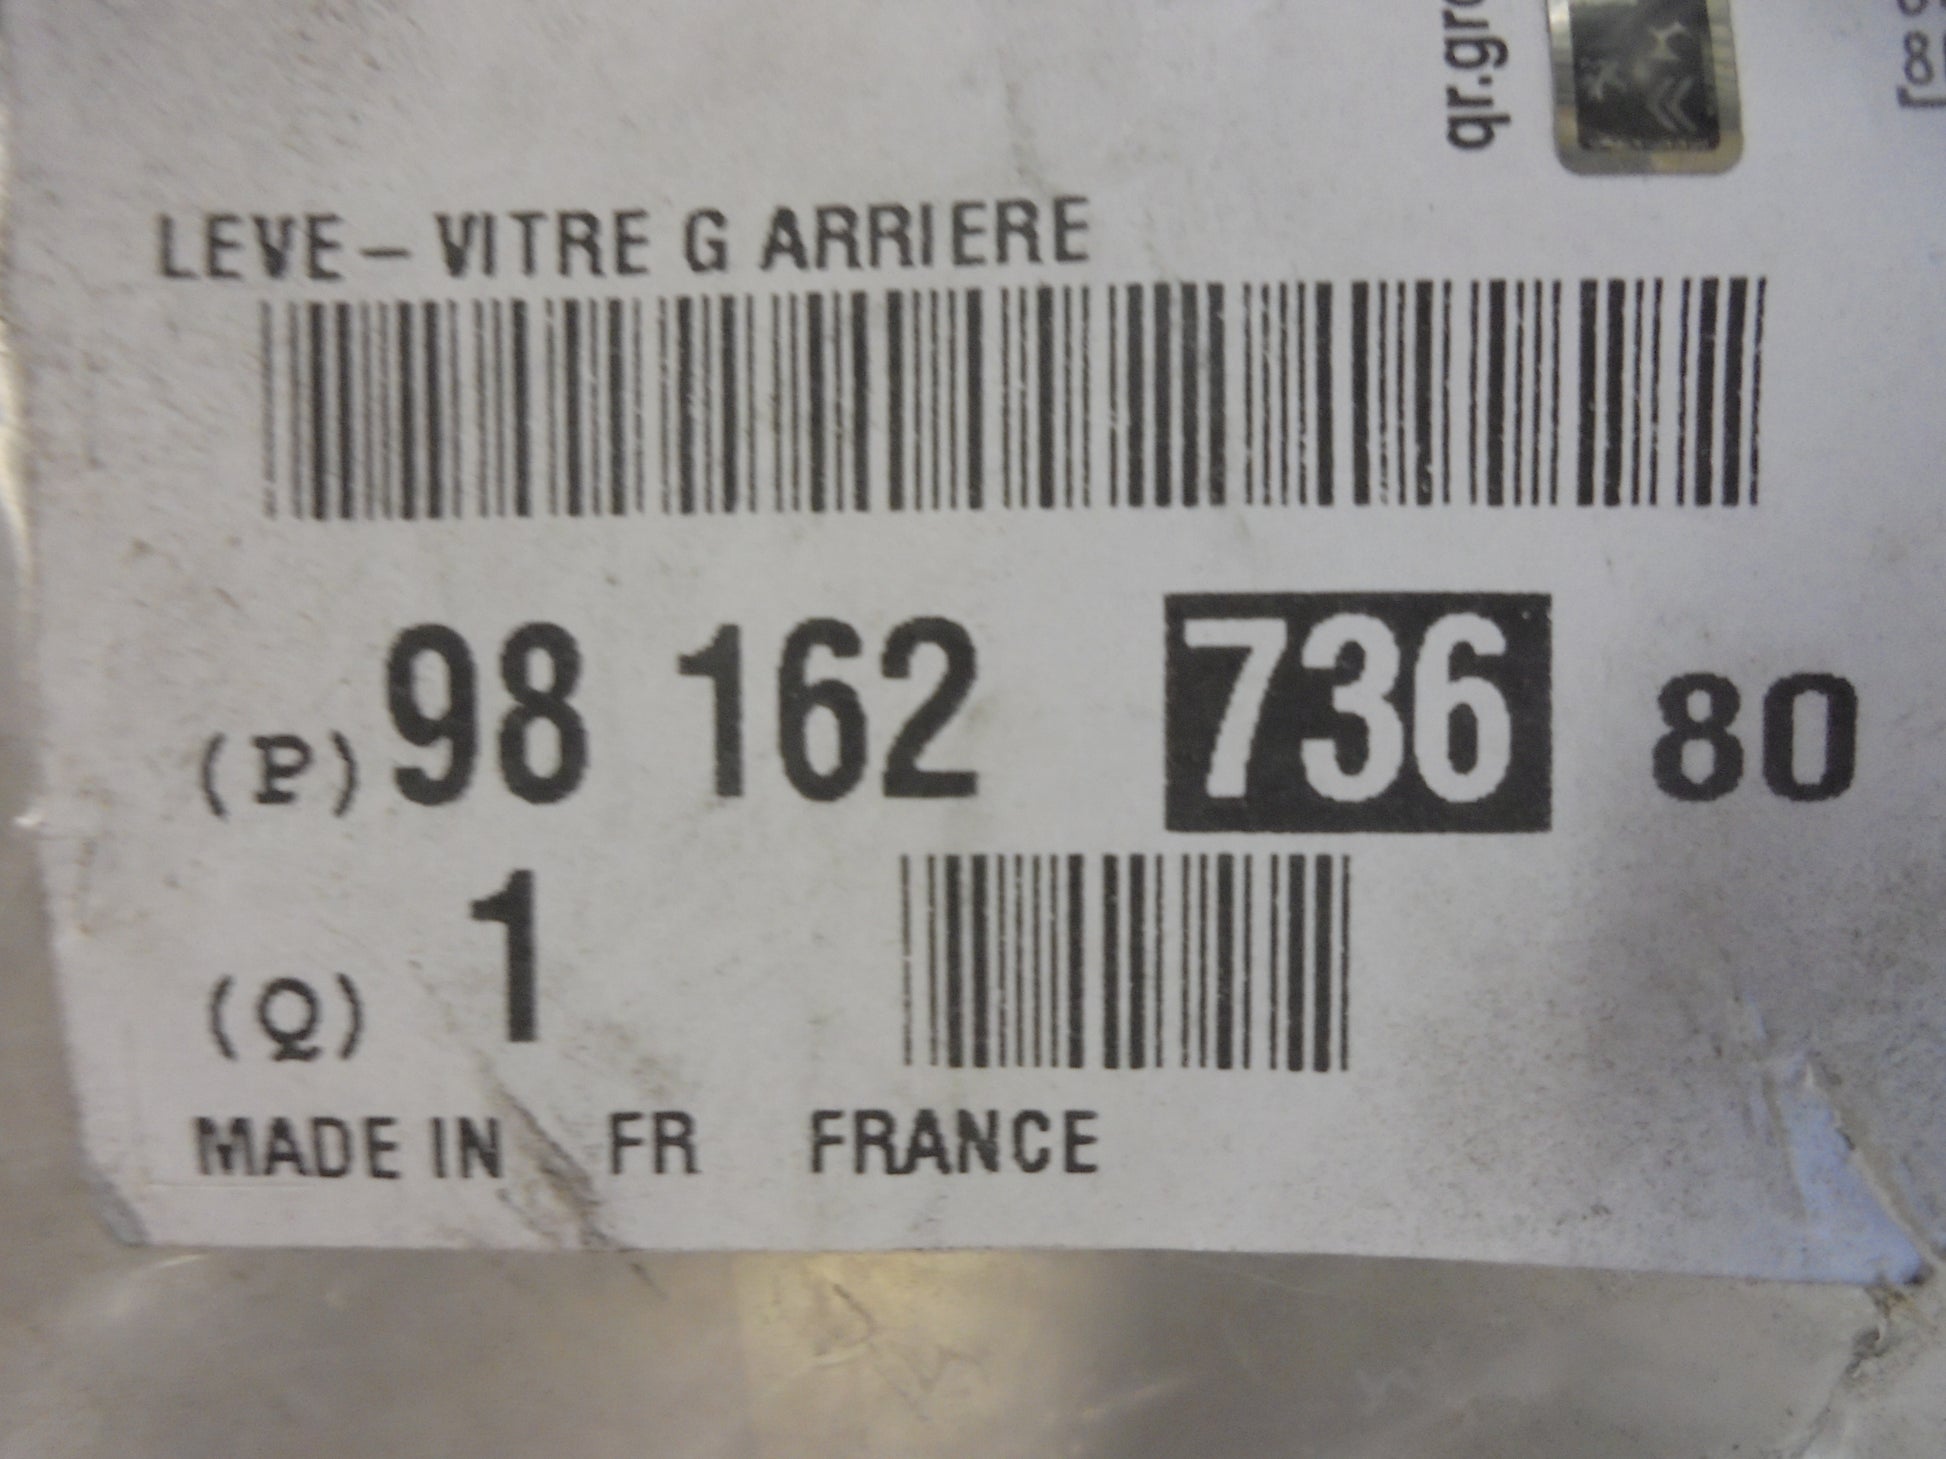 LEVE-VITRE G ARRIERE
(P) 98 162 736 80
(Q) 1
MADE IN FR FRANCE